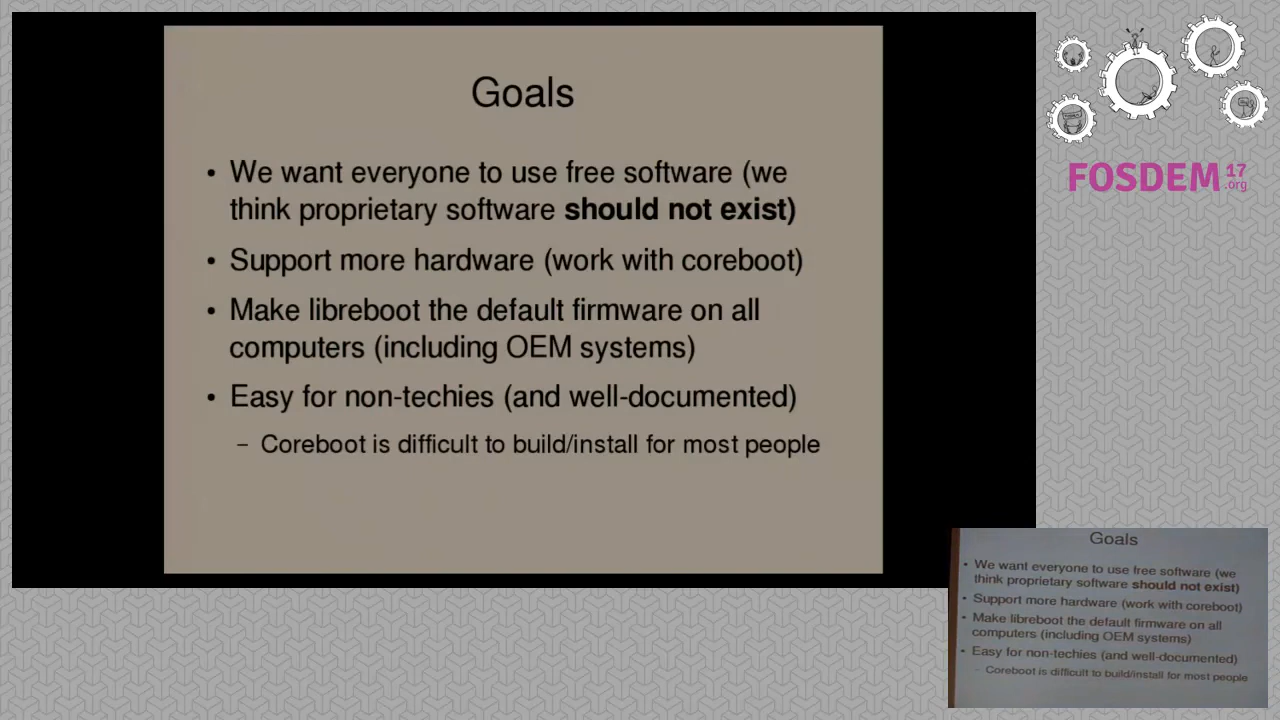 Goals
• We want everyone to use free software (we
think proprietary software should not exist)
• Support more hardware (work with coreboot)
• Make libreboot the default firmware on all
computers (including OEM systems)
• Easy for non-techies (and well-documented)
– Coreboot is difficult to build/install for most people
FOSDEM 17
.org
Goals
• We want everyone to use free software (we
think proprietary software should not exist)
• Support more hardware (work with coreboot)
• Make libreboot the default firmware on all
computers (including OEM systems)
• Easy for non-techies (and well-documented)
– Coreboot is difficult to build/install for most people